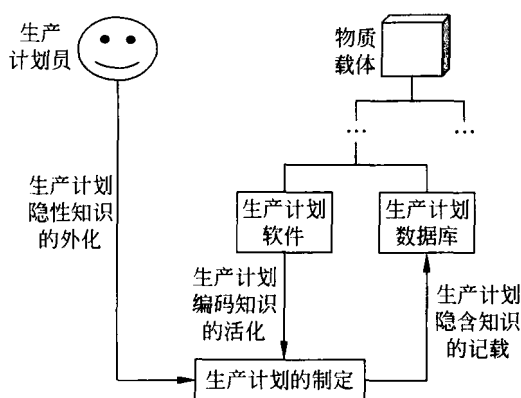 生产
计划员
物质
载体
…
…
生产计划
隐性知识
的外化
生产计划
软件
生产计划
数据库
生产计划
编码知识
的活化
生产计划
隐含知识
的记载
生产计划的制定